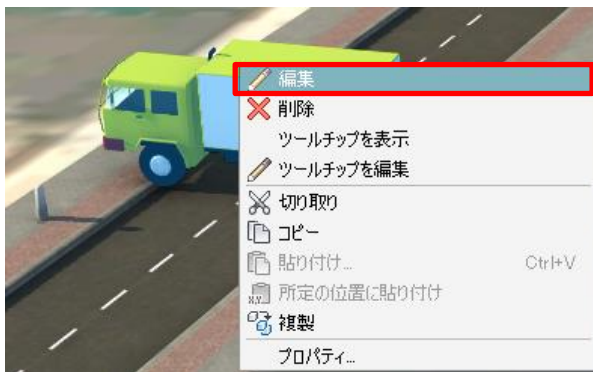 編集
削除
ツールチップを表示
ツールチップを編集
切り取り
コピー
貼り付け... Ctrl+V
所定の位置に貼り付け
複製
プロパティ...